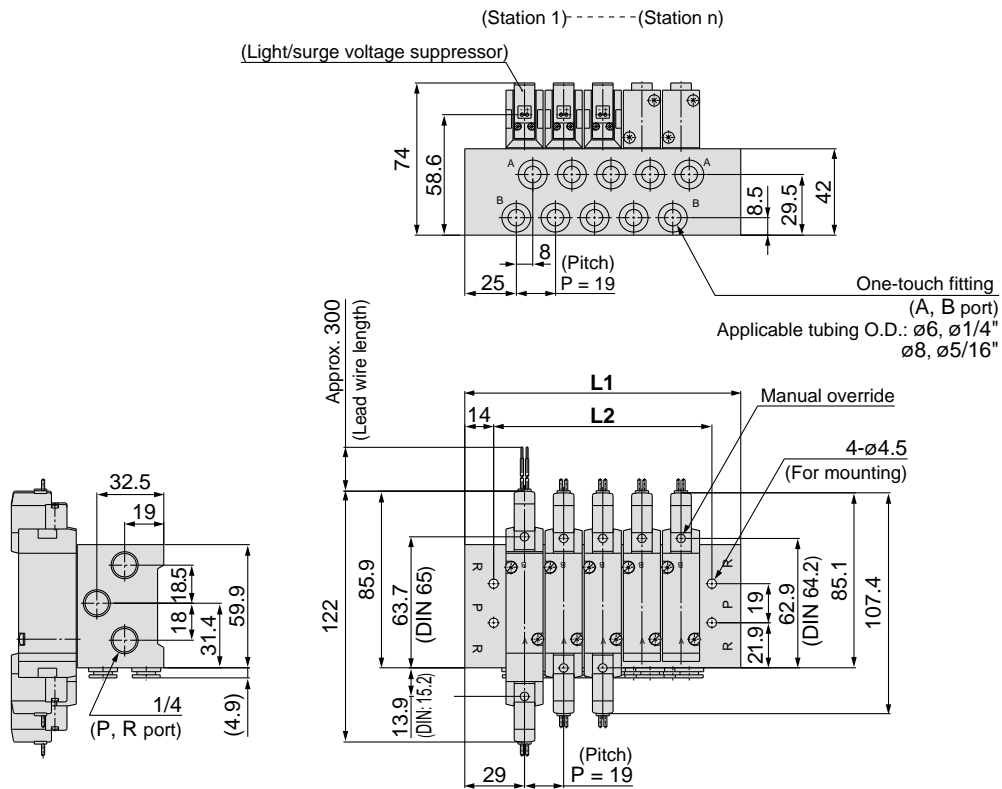 (Station 1) (Station n)
(Light/surge voltage suppressor)
74
58.6
A
A
B
B
8.5
29.5
42
8
(Pitch)
25
P = 19
One-touch fitting
(A, B port)
Applicable tubing O.D.: ø6, ø1/4"
ø8, ø5/16"
Approx. 300
(Lead wire length)
L1
14
L2
Manual override
4-ø4.5
(For mounting)
32.5
19
18.5
18
31.4
59.9
(4.9)
1/4
(P, R port)
122
85.9
63.7
(DIN 65)
13.9
(DIN: 15.2)
R
P
R
B
B
B
B
B
A
A
A
A
A
R
P
R
19
21.9
62.9
(DIN 64.2)
85.1
107.4
29
(Pitch)
P = 19